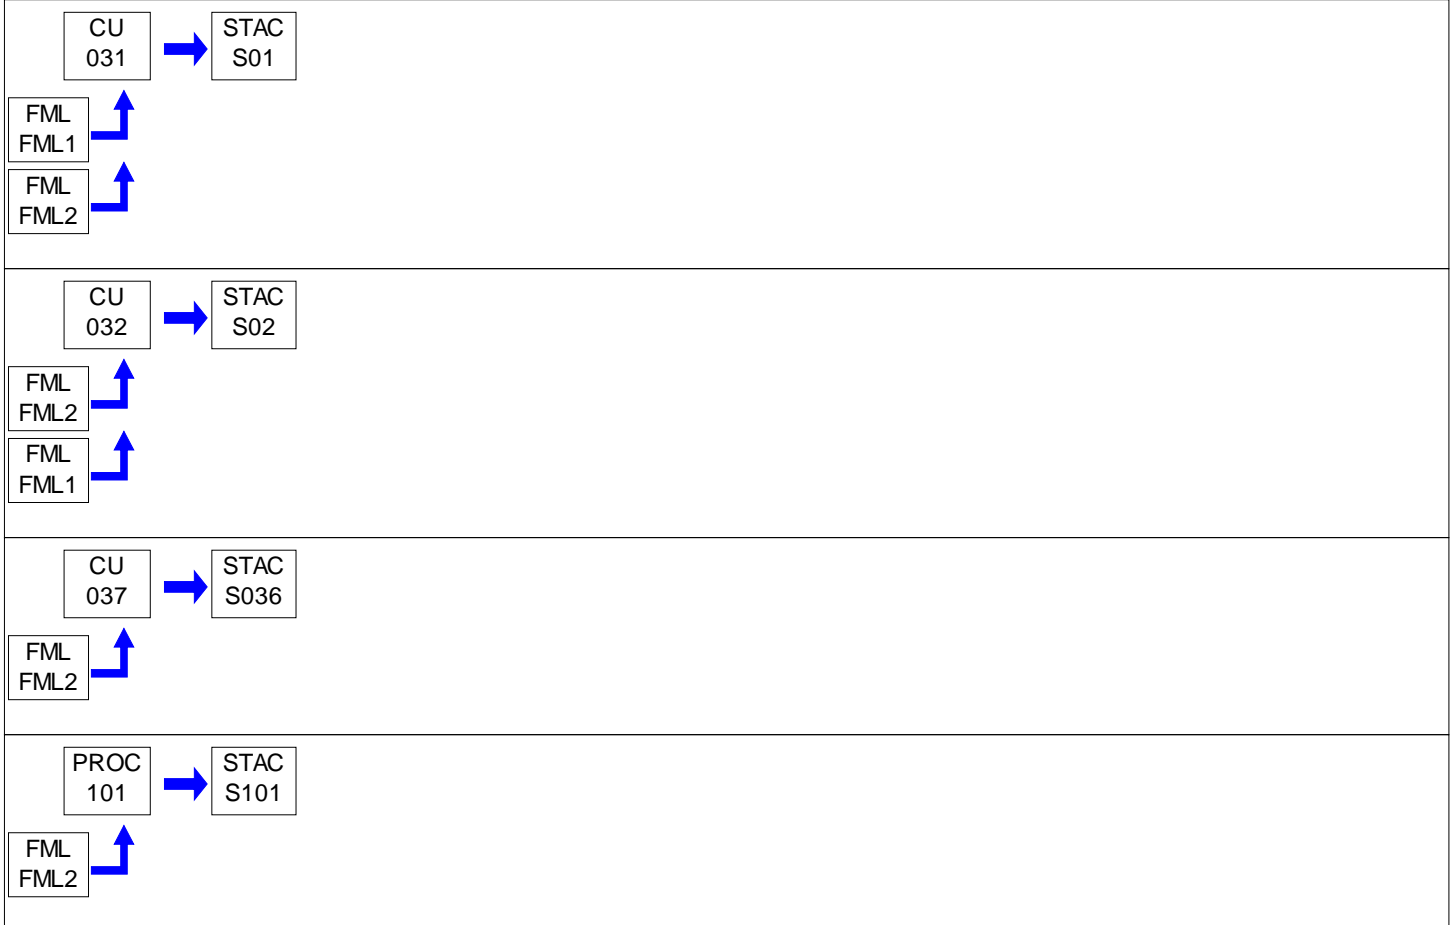 CU
031
STAC
S01
FML
FML1
FML
FML2
CU
032
STAC
S02
FML
FML2
FML
FML1
CU
037
STAC
S036
FML
FML2
PROC
101
STAC
S101
FML
FML2